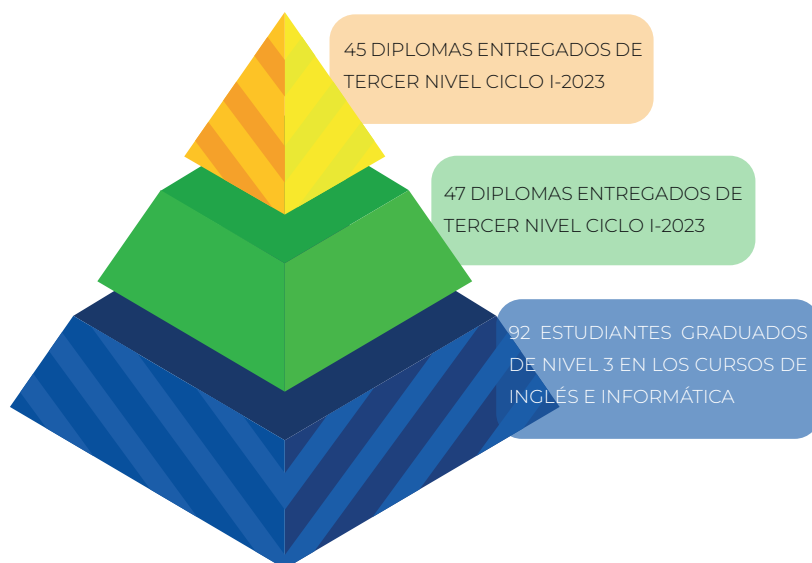 45 DIPLOMAS ENTREGADOS DE
TERCER NIVEL CICLO I-2023
47 DIPLOMAS ENTREGADOS DE
TERCER NIVEL CICLO I-2023
92 ESTUDIANTES GRADUADOS
DE NIVEL 3 EN LOS CURSOS DE
INGLÉS E INFORMÁTICA